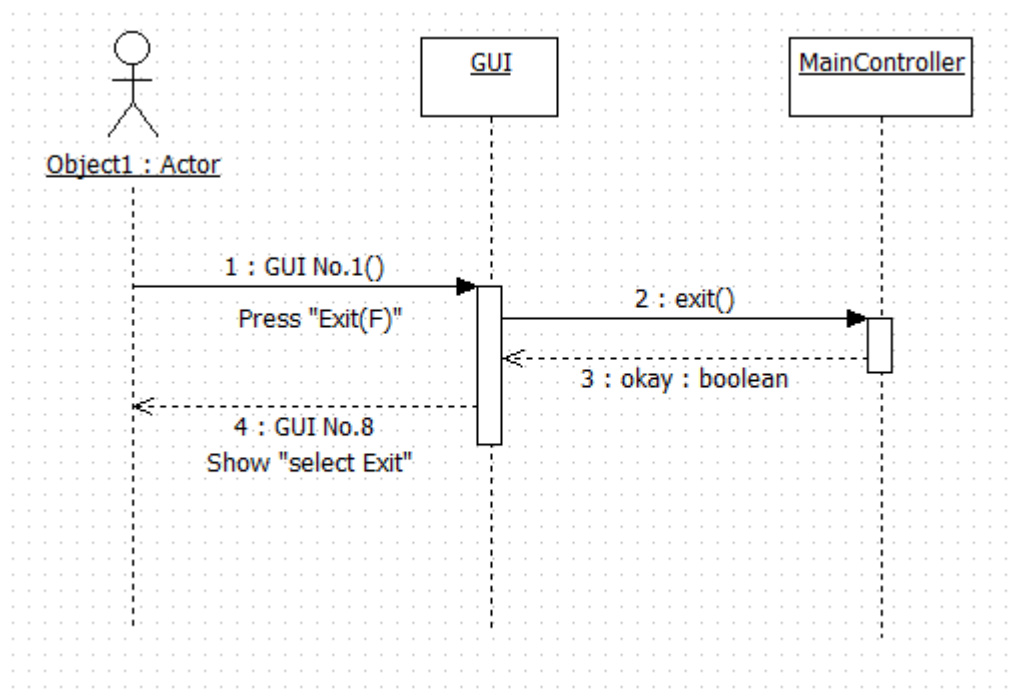 GUI
MainController
Object1 : Actor
1 : GUI No.1()
Press "Exit(F)"
2 : exit()
3 : okay : boolean
4 : GUI No.8
Show "select Exit"